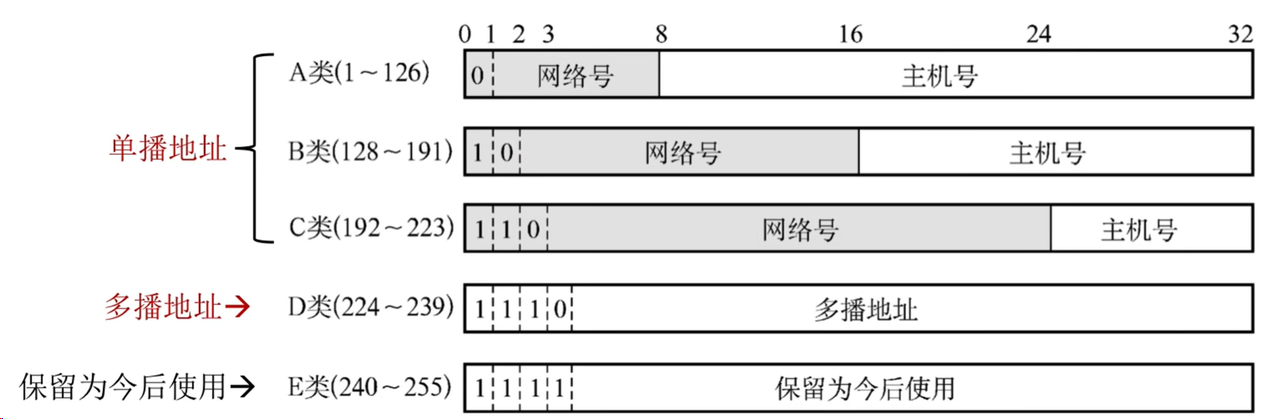 0 1 2 3 8 16 24 32
A类(1～126) 0 网络号 主机号
单播地址 B类(128～191) 1 0 网络号 主机号
C类(192～223) 1 1 0 网络号 主机号
多播地址→ D类(224～239) 1 1 1 0 多播地址
保留为今后使用→ E类(240～255) 1 1 1 1 保留为今后使用